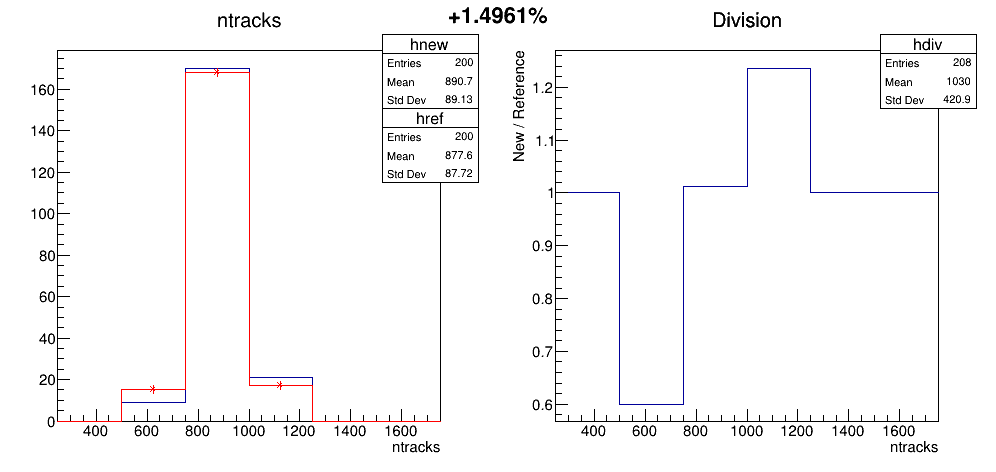 +1.4961%
ntracks
hnew
Entries 200
Mean 890.7
Std Dev 89.13
href
Entries 200
Mean 877.6
Std Dev 87.72
160
140
120
100
80
60
40
20
0
400 600 800 1000 1200 1400 1600
ntracks
Division
hdiv
Entries 208
Mean 1030
Std Dev 420.9
New / Reference
1.2
1.1
1
0.9
0.8
0.7
0.6
400 600 800 1000 1200 1400 1600
ntracks